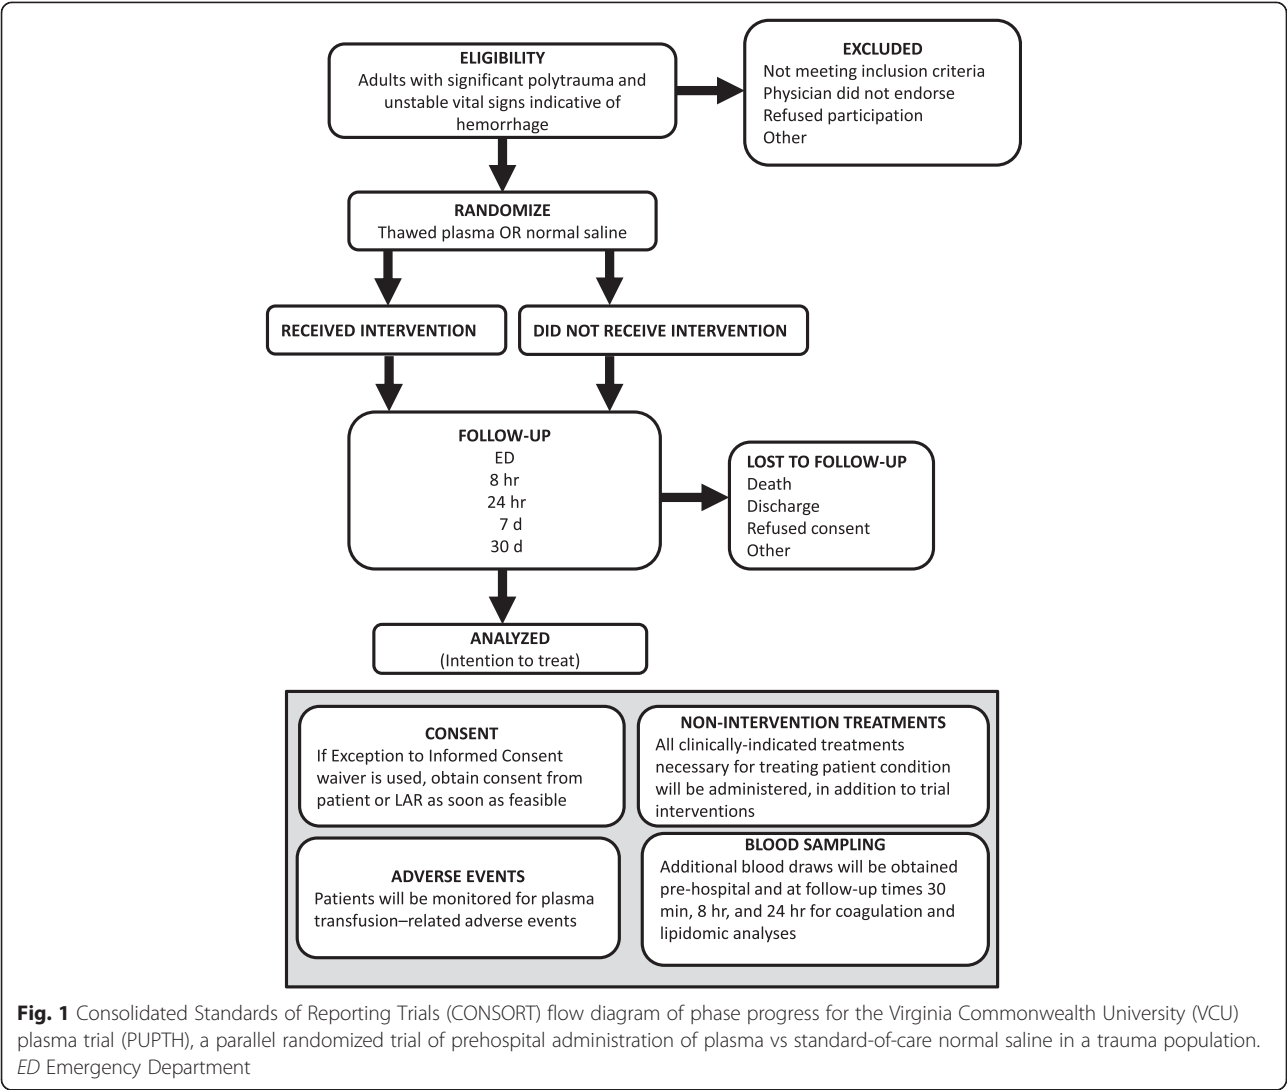 ELIGIBILITY
Adults with significant polytrauma and
unstable vital signs indicative of
hemorrhage
EXCLUDED
Not meeting inclusion criteria
Physician did not endorse
Refused participation
Other
RANDOMIZE
Thawed plasma OR normal saline
RECEIVED INTERVENTION
DID NOT RECEIVE INTERVENTION
FOLLOW-UP
ED
8 hr
24 hr
7 d
30 d
LOST TO FOLLOW-UP
Death
Discharge
Refused consent
Other
ANALYZED
(Intention to treat)
CONSENT
If Exception to Informed Consent
waiver is used, obtain consent from
patient or LAR as soon as feasible
NON-INTERVENTION TREATMENTS
All clinically-indicated treatments
necessary for treating patient condition
will be administered, in addition to trial
interventions
ADVERSE EVENTS
Patients will be monitored for plasma
transfusion–related adverse events
BLOOD SAMPLING
Additional blood draws will be obtained
pre-hospital and at follow-up times 30
min, 8 hr, and 24 hr for coagulation and
lipidomic analyses
Fig. 1 Consolidated Standards of Reporting Trials (CONSORT) flow diagram of phase progress for the Virginia Commonwealth University (VCU)
plasma trial (PUPTH), a parallel randomized trial of prehospital administration of plasma vs standard-of-care normal saline in a trauma population.
ED Emergency Department